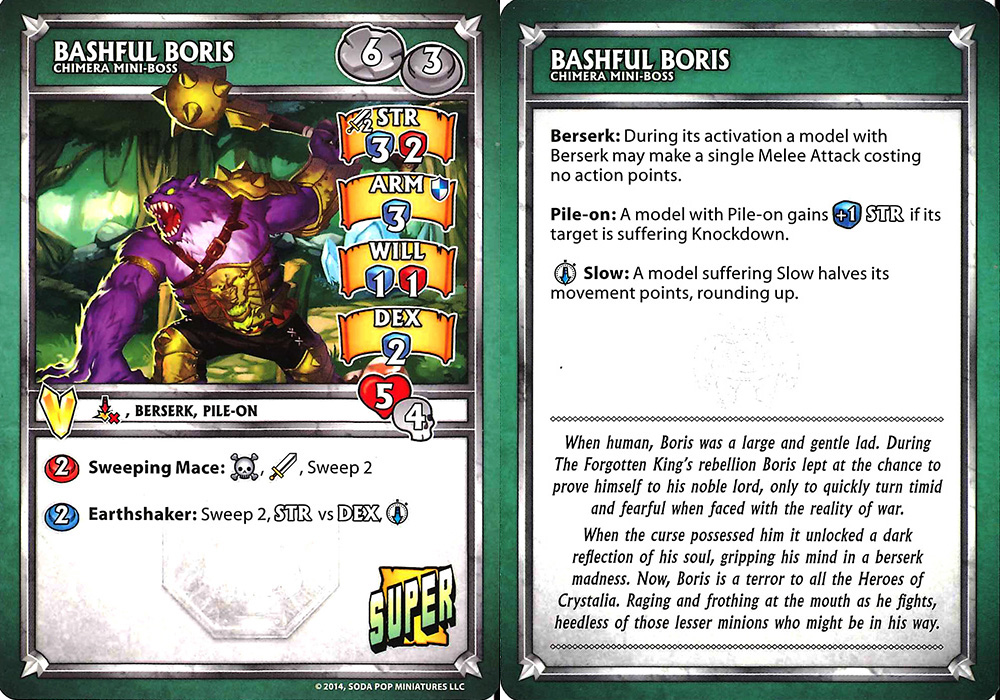 BASHFUL BORIS
CHIMERA MINI-BOSS
6
3
STR
2
3 2
ARM
3
WILL
1 1
DEX
2
5
4
, BERSERK, PILE-ON
2 Sweeping Mace: , , Sweep 2
2 Earthshaker: Sweep 2, STR vs DEX,
SUPER
© 2014, SODA POP MINIATURES LLC
BASHFUL BORIS
CHIMERA MINI-BOSS
Berserk: During its activation a model with
Berserk may make a single Melee Attack costing
no action points.
Pile-on: A model with Pile-on gains +1 STR if its
target is suffering Knockdown.
Slow: A model suffering Slow halves its
movement points, rounding up.
When human, Boris was a large and gentle lad. During
The Forgotten King's rebellion Boris lept at the chance to
prove himself to his noble lord, only to quickly turn timid
and fearful when faced with the reality of war.
When the curse possessed him it unlocked a dark
reflection of his soul, gripping his mind in a berserk
madness. Now, Boris is a terror to all the Heroes of
Crystalia. Raging and frothing at the mouth as he fights,
heedless of those lesser minions who might be in his way.